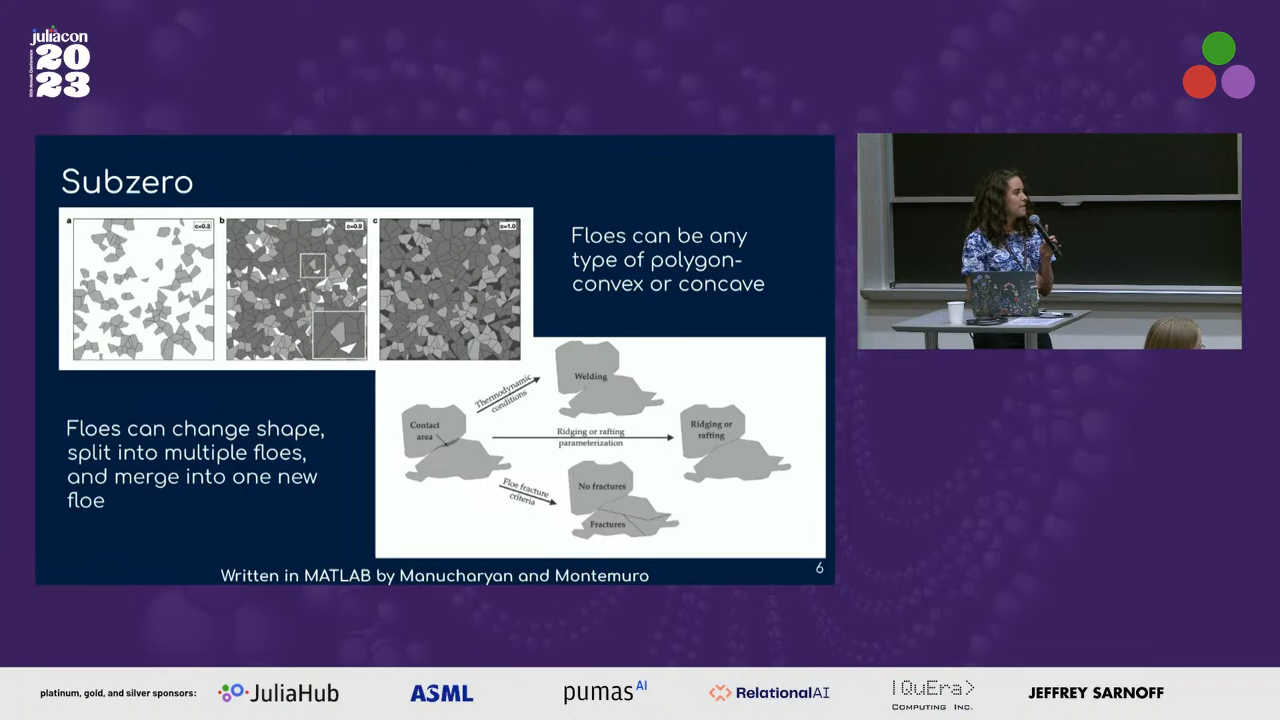 juliacon
20
23
Subzero
a
c=0.3
b
c=0.9
c
c=1.0
Floes can be any
type of polygon-
convex or concave
Floes can change shape,
split into multiple floes,
and merge into one new
floe
Thermodynamic
conditions
Welding
Contact
area
Ridging or rafting
parameterization
Ridging or
rafting
Floe fracture
criteria
No fractures
Fractures
Written in MATLAB by Manucharyan and Montemuro
6
platinum, gold, and silver sponsors:
JuliaHub
ASML
pumas AI
RelationalAI
|QuEra>
COMPUTING INC.
JEFFREY SARNOFF